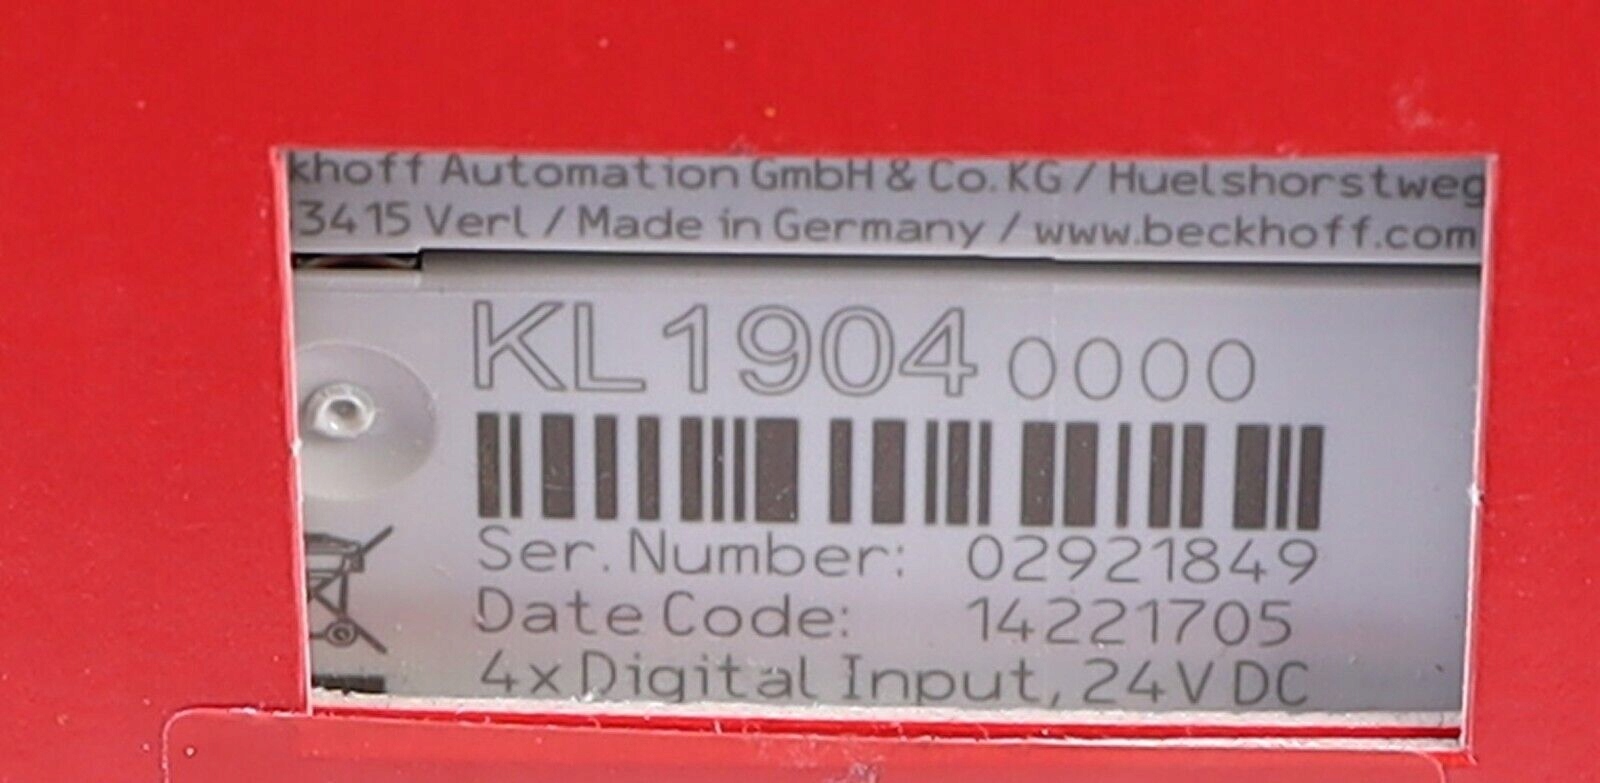 khoff Automation GmbH & Co. KG / Huelshorstweg
3415 Verl / Made in Germany / www.beckhoff.com
KL1904 0000
Ser. Number: 02921849
Date Code: 14221705
4x Digital Input, 24V DC